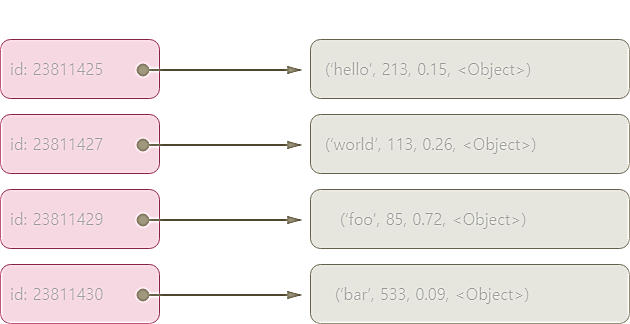 id: 23811425 (‘hello’, 213, 0.15, <Object>)
id: 23811427 (‘world’, 113, 0.26, <Object>)
id: 23811429 (‘foo’, 85, 0.72, <Object>)
id: 23811430 (‘bar’, 533, 0.09, <Object>)